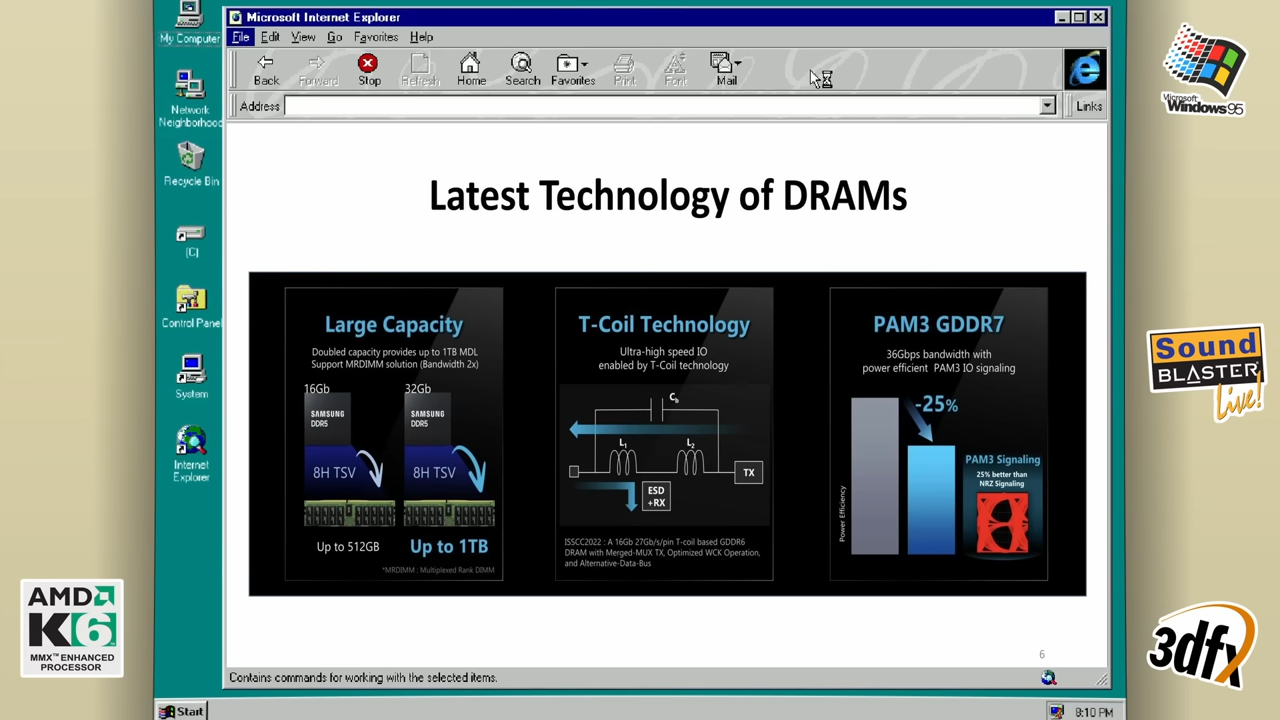 Microsoft Internet Explorer
File Edit View Go Favorites Help
Back Forward Stop Refresh Home Search Favorites Print Font Mail
Address
Links
My Computer
Network
Neighborhood
Recycle Bin
(C)
Control Panel
System
Internet
Explorer
Latest Technology of DRAMs
Large Capacity
Doubled capacity provides up to 1TB MDL
Support MRDIMM solution (Bandwidth 2x)
16Gb
32Gb
SAMSUNG
DDR5
SAMSUNG
DDR5
8H TSV
8H TSV
Up to 512GB
Up to 1TB
*MRDIMM : Multiplexed Rank DIMM
T-Coil Technology
Ultra-high speed IO
enabled by T-Coil technology
Cb
L1
L2
TX
ESD
+RX
ISSCC2022 : A 16Gb 27Gb/s/pin T-coil based GDDR6
DRAM with Merged-MUX TX, Optimized WCK Operation,
and Alternative-Data-Bus
PAM3 GDDR7
36Gbps bandwidth with
power efficient PAM3 IO signaling
-25%
Power Efficiency
PAM3 Signaling
25% better than
NRZ Signaling
6
Contains commands for working with the selected items.
Start
8:10 PM
Microsoft
Windows 95
Sound
BLASTER
Live!
AMD
K6
MMX™ ENHANCED
PROCESSOR
3dfx